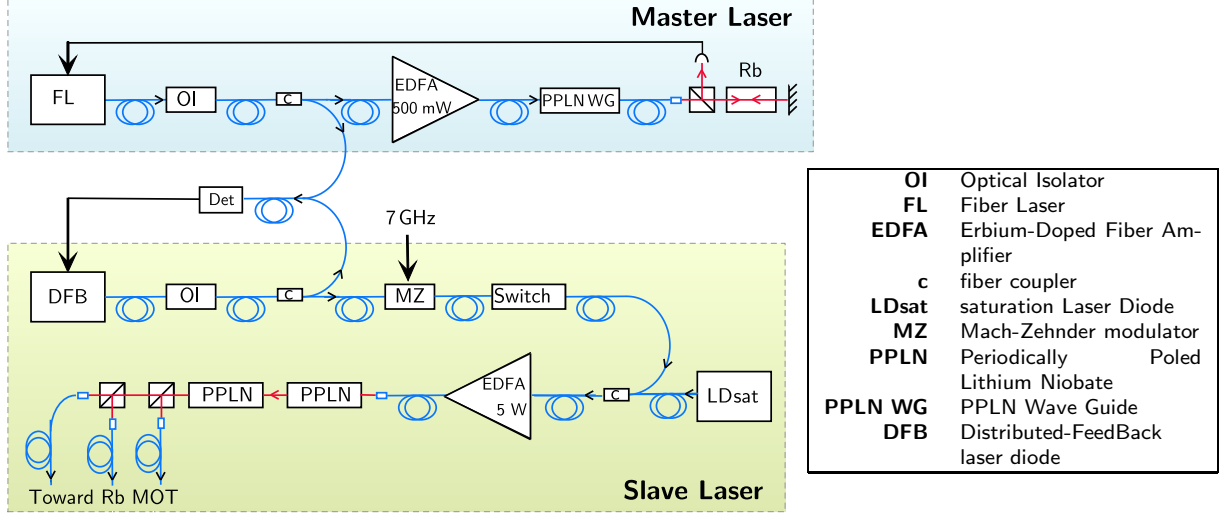 Master Laser
FL
OI
c
EDFA
500 mW
PPLN WG
Rb
Det
7 GHz
DFB
OI
c
MZ
Switch
PPLN
PPLN
EDFA
5 W
c
LDsat
Toward Rb MOT
Slave Laser
OI Optical Isolator
FL Fiber Laser
EDFA Erbium-Doped Fiber Am-
plifier
c fiber coupler
LDsat saturation Laser Diode
MZ Mach-Zehnder modulator
PPLN Periodically Poled
Lithium Niobate
PPLN WG PPLN Wave Guide
DFB Distributed-FeedBack
laser diode